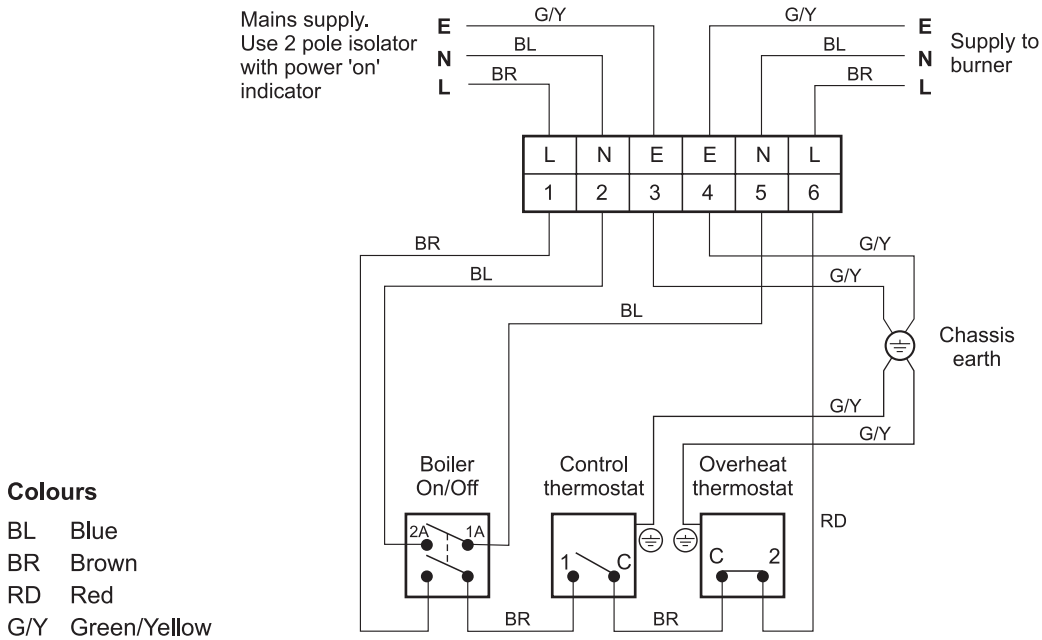 Mains supply.
Use 2 pole isolator
with power 'on'
indicator
E
N
L
G/Y
BL
BR
G/Y
BL
BR
E
N
L
Supply to
burner
L N E E N L
1 2 3 4 5 6
BR
BL
BL
G/Y
G/Y
Chassis
earth
G/Y
G/Y
Boiler
On/Off
Control
thermostat
Overheat
thermostat
2A 1A
1 C
C 2
RD
BR
BR
Colours
BL Blue
BR Brown
RD Red
G/Y Green/Yellow